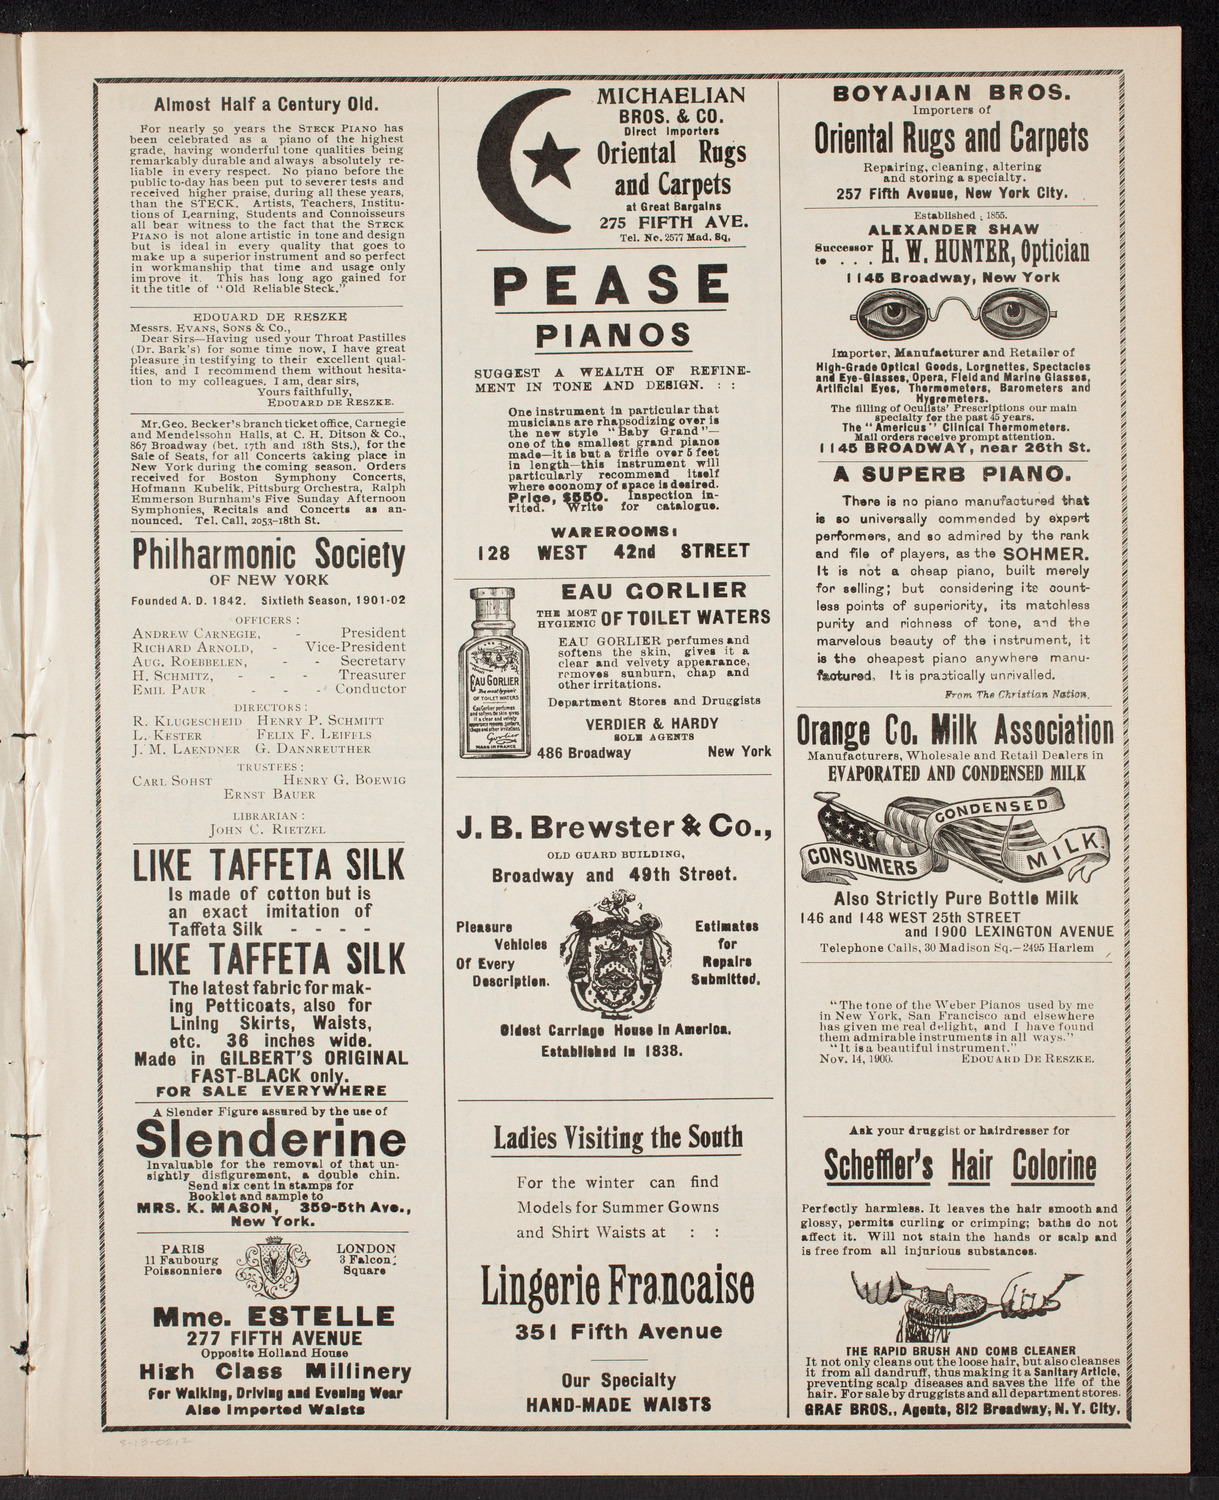 Almost Half a Century Old.
For nearly 50 years the STECK PIANO has
been celebrated as a piano of the highest
grade, having wonderful tone qualities being
remarkably durable and always absolutely re-
liable in every respect. No piano before the
public to-day has been put to severer tests and
received higher praise, during all these years,
than the STECK. Artists, Teachers, Institu-
tions of Learning, Students and Connoisseurs
all bear witness to the fact that the STECK
PIANO is not alone artistic in tone and design
but is ideal in every quality that goes to
make up a superior instrument and so perfect
in workmanship that time and usage only
improve it. This has long ago gained for
it the title of "Old Reliable Steck."
EDOUARD DE RESZKE
Messrs. EVANS, SONS & Co.,
Dear Sirs—Having used your Throat Pastilles
(Dr. Bark's) for some time now, I have great
pleasure in testifying to their excellent qual-
ities, and I recommend them without hesita-
tion to my colleagues. I am, dear sirs,
Yours faithfully,
EDOUARD DE RESZKE.
Mr. Geo. Becker's branch ticket office, Carnegie
and Mendelssohn Halls, at C. H. Ditson & Co.,
867 Broadway (bet. 17th and 18th Sts.), for the
Sale of Seats, for all Concerts taking place in
New York during the coming season. Orders
received for Boston Symphony Concerts,
Hofmann Kubelik, Pittsburg Orchestra, Ralph
Emmerson Burnham's Five Sunday Afternoon
Symphonies, Recitals and Concerts as an-
nounced. Tel. Call, 2053-18th St.
Philharmonic Society
OF NEW YORK
Founded A. D. 1842. Sixtieth Season, 1901-02
OFFICERS:
ANDREW CARNEGIE, - President
RICHARD ARNOLD, - Vice-President
AUG. ROEBBELEN, - - Secretary
H. SCHMITZ, - - - Treasurer
EMIL PAUR - - - Conductor
DIRECTORS:
R. KLUGESCHEID HENRY P. SCHMITT
L. KESTER FELIX F. LEIFELS
J. M. LAENDNER G. DANNREUTHER
TRUSTEES:
CARL SOHST HENRY G. BOEWIG
ERNST BAUER
LIBRARIAN:
JOHN C. RIETZEL
LIKE TAFFETA SILK
Is made of cotton but is
an exact imitation of
Taffeta Silk - - - -
LIKE TAFFETA SILK
The latest fabric for mak-
ing Petticoats, also for
Lining Skirts, Waists,
etc. 36 inches wide.
Made in GILBERT'S ORIGINAL
FAST-BLACK only.
FOR SALE EVERYWHERE
A Slender Figure assured by the use of
Slenderine
Invaluable for the removal of that un-
sightly disfigurement, a double chin.
Send six cent in stamps for
Booklet and sample to
MRS. K. MASON, 359-5th Ave.,
New York.
PARIS
11 Faubourg
Poissonniere
LONDON
3 Falcon
Square
Mme. ESTELLE
277 FIFTH AVENUE
Opposite Holland House
High Class Millinery
For Walking, Driving and Evening Wear
Also Imported Waists
MICHAELIAN
BROS. & CO.
Direct Importers
Oriental Rugs
and Carpets
at Great Bargains
275 FIFTH AVE.
Tel. No. 2577 Mad. Sq.
PEASE
PIANOS
SUGGEST A WEALTH OF REFINE-
MENT IN TONE AND DESIGN. : :
One instrument in particular that
musicians are rhapsodizing over is
the new style "Baby Grand"—
one of the smallest grand pianos
made—it is but a trifle over 5 feet
in length—this instrument will
particularly recommend itself
where economy of space is desired.
Price, $550. Inspection in-
vited. Write for catalogue.
WAREROOMS:
128 WEST 42nd STREET
EAU GORLIER
THE MOST
HYGIENIC OF TOILET WATERS
EAU GORLIER perfumes and
softens the skin, gives it a
clear and velvety appearance,
removes sunburn, chap and
other irritations.
Department Stores and Druggists
VERDIER & HARDY
SOLE AGENTS
486 Broadway New York
EAU GORLIER
The most hygienic
OF TOILET WATERS
Eau Gorlier perfumes
and softens the skin, gives
it a clear and velvety
appearance, removes sunburn,
chap and other irritations
Gorlier
MADE IN FRANCE
J. B. Brewster & Co.,
OLD GUARD BUILDING,
Broadway and 49th Street.
Pleasure
Vehicles
Of Every
Description.
Estimates
for
Repairs
Submitted.
Oldest Carriage House in America.
Established in 1838.
Ladies Visiting the South
For the winter can find
Models for Summer Gowns
and Shirt Waists at : :
Lingerie Francaise
351 Fifth Avenue
Our Specialty
HAND-MADE WAISTS
BOYAJIAN BROS.
Importers of
Oriental Rugs and Carpets
Repairing, cleaning, altering
and storing a specialty.
257 Fifth Avenue, New York City.
Established 1855.
ALEXANDER SHAW
Successor
to . . . H. W. HUNTER, Optician
1145 Broadway, New York
Importer, Manufacturer and Retailer of
High-Grade Optical Goods, Lorgnettes, Spectacles
and Eye-Glasses, Opera, Field and Marine Glasses,
Artificial Eyes, Thermometers, Barometers and
Hygrometers.
The filling of Oculists' Prescriptions our main
specialty for the past 45 years.
The "Americus" Clinical Thermometers.
Mail orders receive prompt attention.
1145 BROADWAY, near 26th St.
A SUPERB PIANO.
There is no piano manufactured that
is so universally commended by expert
performers, and so admired by the rank
and file of players, as the SOHMER.
It is not a cheap piano, built merely
for selling; but considering its count-
less points of superiority, its matchless
purity and richness of tone, and the
marvelous beauty of the instrument, it
is the cheapest piano anywhere manu-
factured. It is practically unrivalled.
From The Christian Nation.
Orange Co. Milk Association
Manufacturers, Wholesale and Retail Dealers in
EVAPORATED AND CONDENSED MILK
CONSUMERS CONDENSED MILK.
Also Strictly Pure Bottle Milk
146 and 148 WEST 25th STREET
and 1900 LEXINGTON AVENUE
Telephone Calls, 30 Madison Sq.—2495 Harlem
"The tone of the Weber Pianos used by me
in New York, San Francisco and elsewhere
has given me real delight, and I have found
them admirable instruments in all ways."
"It is a beautiful instrument."
Nov. 14, 1900. EDOUARD DE RESZKE.
Ask your druggist or hairdresser for
Scheffler's Hair Colorine
Perfectly harmless. It leaves the hair smooth and
glossy, permits curling or crimping; baths do not
affect it. Will not stain the hands or scalp and
is free from all injurious substances.
THE RAPID BRUSH AND COMB CLEANER
It not only cleans out the loose hair, but also cleanses
it from all dandruff, thus making it a Sanitary Article,
preventing scalp diseases and saves the life of the
hair. For sale by druggists and all department stores.
GRAF BROS., Agents, 812 Broadway, N. Y. City.